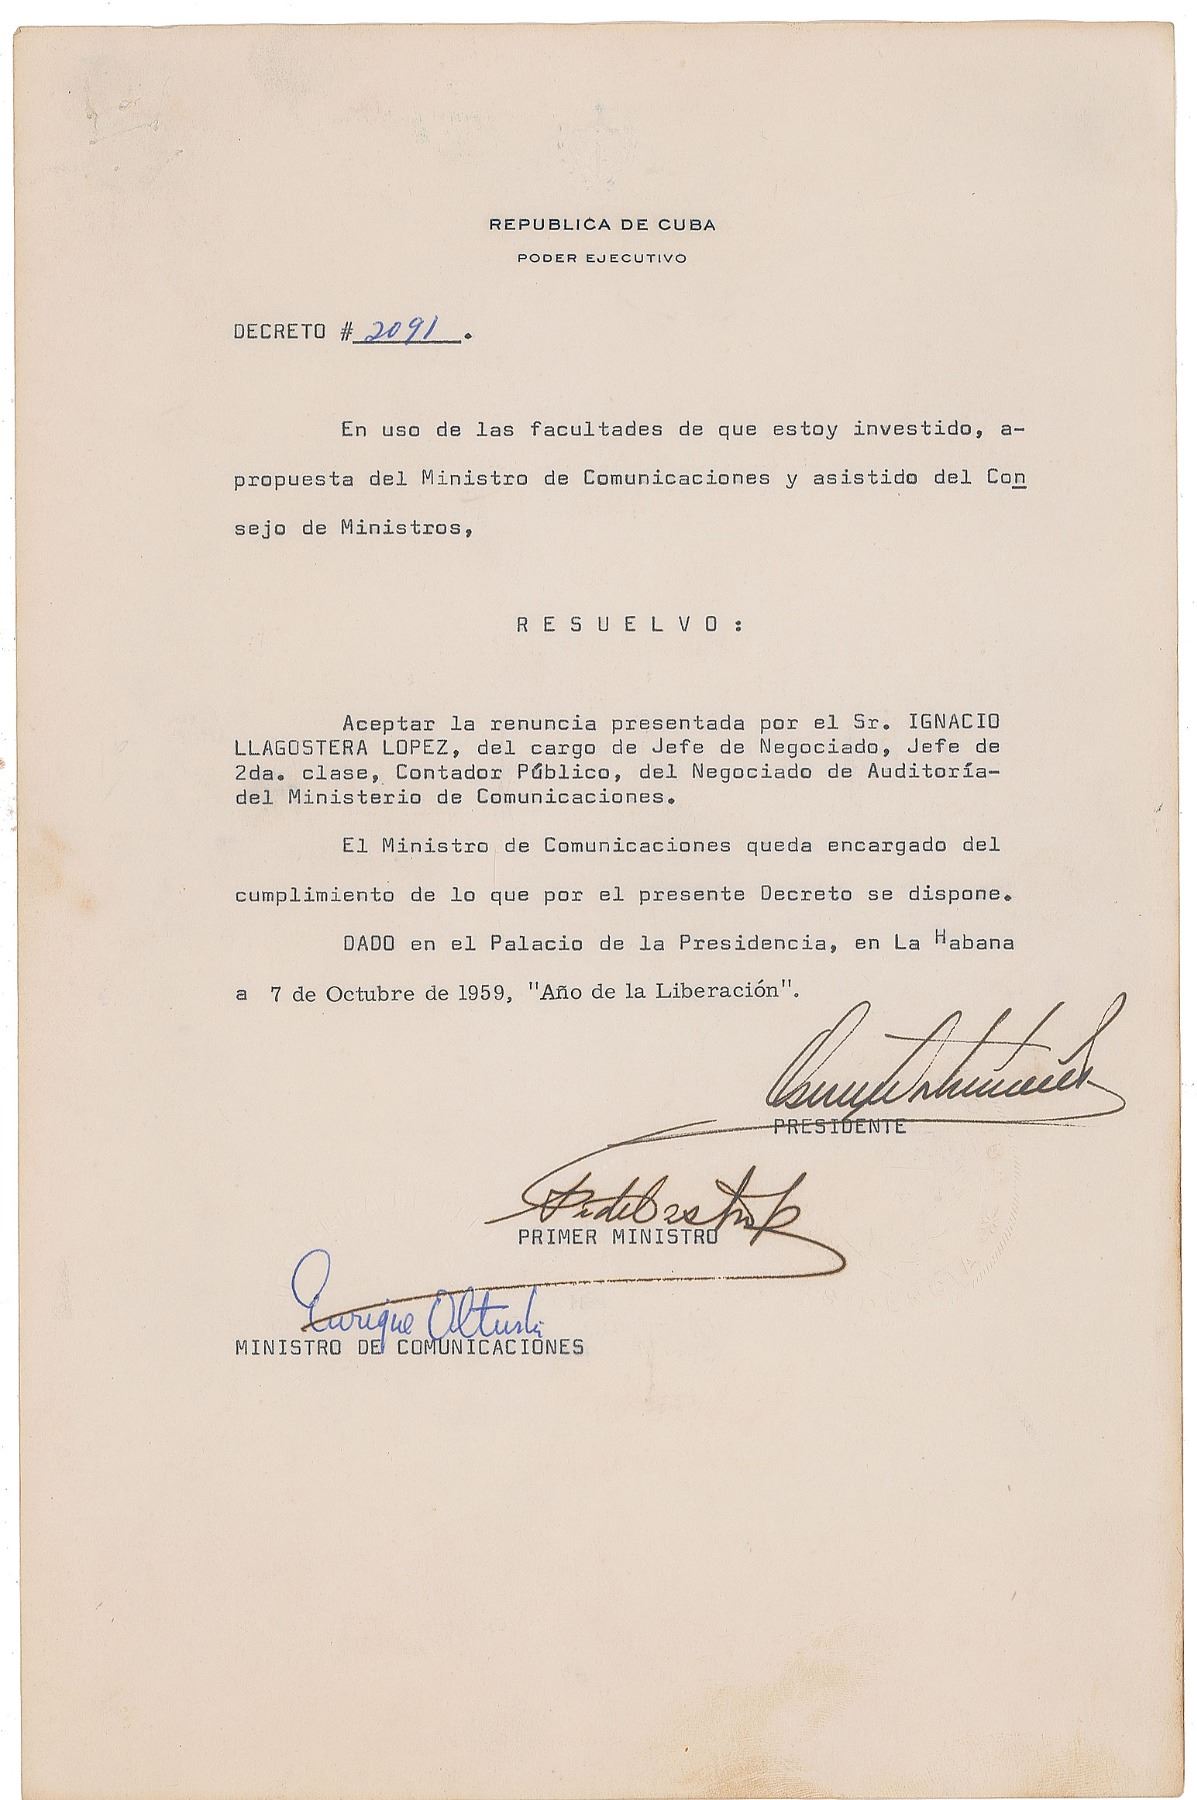 REPUBLICA DE CUBA
PODER EJECUTIVO
DECRETO # 2091.
En uso de las facultades de que estoy investido, a-
propuesta del Ministro de Comunicaciones y asistido del Con
sejo de Ministros,
R E S U E L V O :
Aceptar la renuncia presentada por el Sr. IGNACIO
LLAGOSTERA LOPEZ, del cargo de Jefe de Negociado, Jefe de
2da. clase, Contador Público, del Negociado de Auditoría-
del Ministerio de Comunicaciones.
El Ministro de Comunicaciones queda encargado del
cumplimiento de lo que por el presente Decreto se dispone.
DADO en el Palacio de la Presidencia, en La Habana
a 7 de Octubre de 1959, "Año de la Liberación".
PRESIDENTE
Fidel Castro
PRIMER MINISTRO
Enrique Oltuski
MINISTRO DE COMUNICACIONES